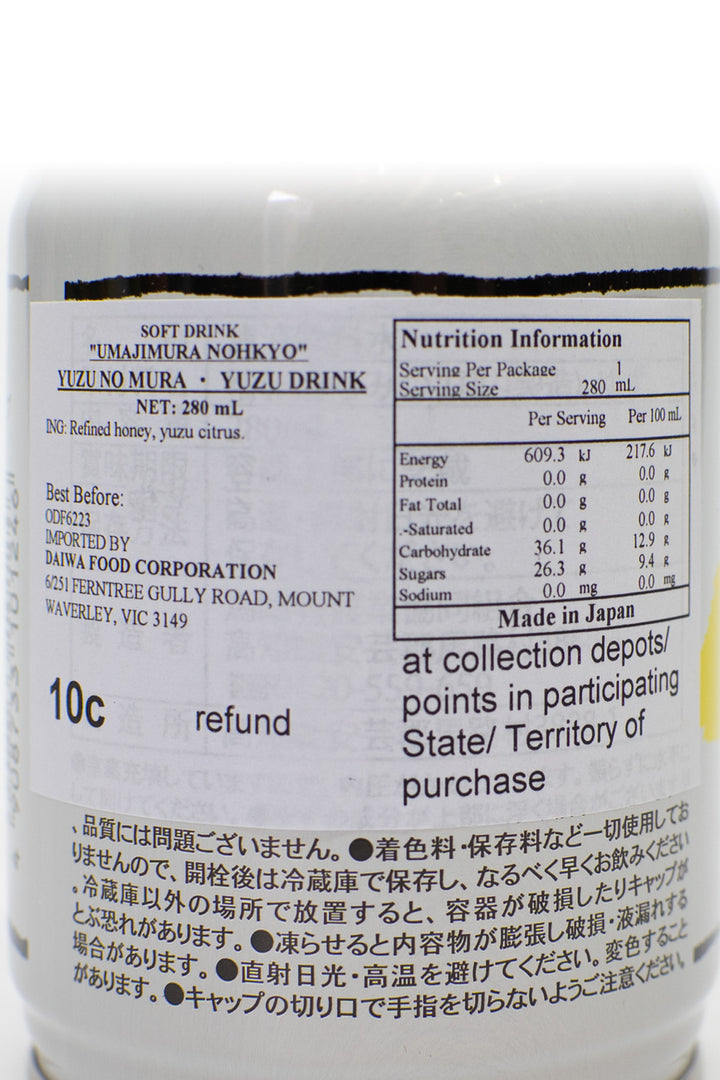 SOFT DRINK
"UMAJIMURA NOHKYO"
YUZU NO MURA ・ YUZU DRINK
NET: 280 mL
ING: Refined honey, yuzu citrus.
Best Before:
ODF6223
IMPORTED BY
DAIWA FOOD CORPORATION
6/251 FERNTREE GULLY ROAD, MOUNT
WAVERLEY, VIC 3149
10c refund
Nutrition Information
Serving Per Package 1
Serving Size 280 mL
Per Serving Per 100 mL
Energy 609.3 kJ 217.6 kJ
Protein 0.0 g 0.0 g
Fat Total 0.0 g 0.0 g
.-Saturated 0.0 g 0.0 g
Carbohydrate 36.1 g 12.9 g
Sugars 26.3 g 9.4 g
Sodium 0.0 mg 0.0 mg
Made in Japan
at collection depots/
points in participating
State/ Territory of
purchase
、品質には問題ございません。●着色料・保存料など一切使用してお
りませんので、開栓後は冷蔵庫で保存し、なるべく早くお飲みください
。冷蔵庫以外の場所で放置すると、容器が破損したりキャップが
とぶ恐れがあります。●凍らせると内容物が膨張し破損・液漏れする
場合があります。●直射日光・高温を避けてください。変色すること
があります。●キャップの切り口で手指を切らないようご注意ください。